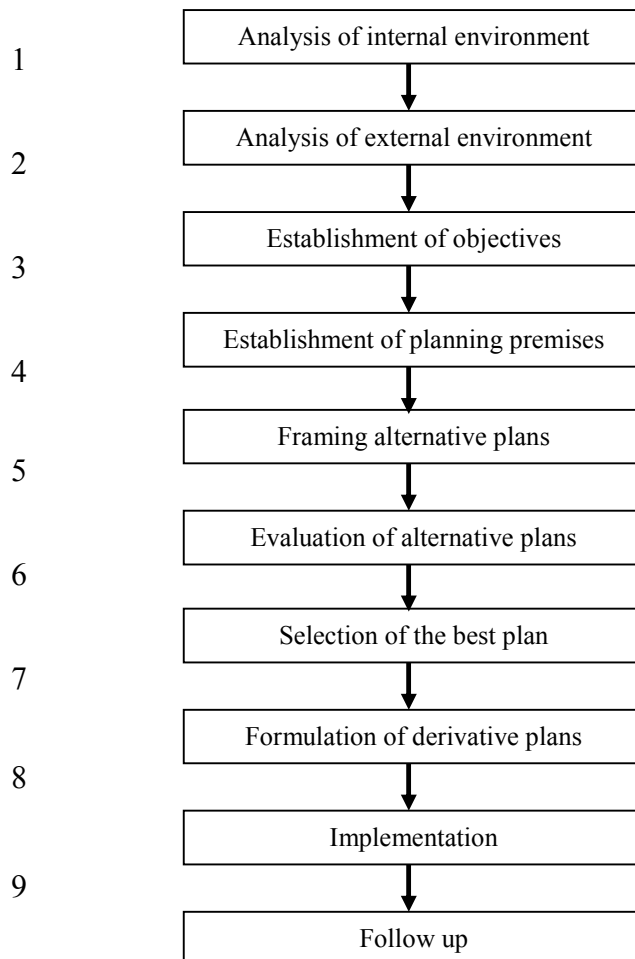 Analysis of internal environment
1
Analysis of external environment
2
Establishment of objectives
3
Establishment of planning premises
4
Framing alternative plans
5
Evaluation of alternative plans
6
Selection of the best plan
7
Formulation of derivative plans
8
Implementation
9
Follow up